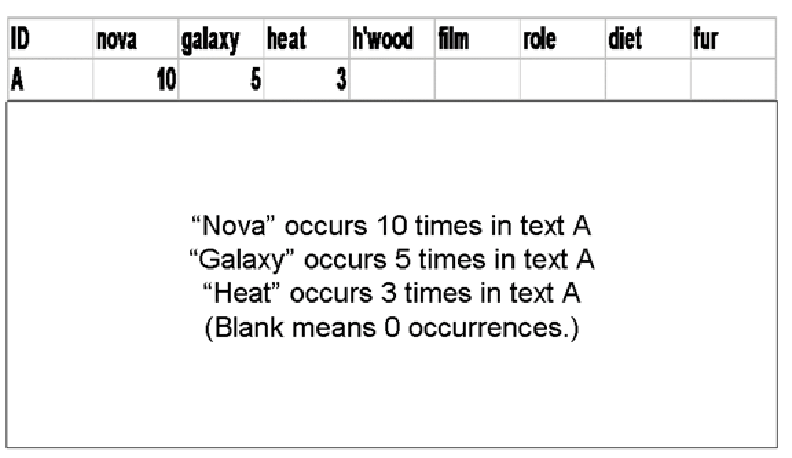 ID nova galaxy heat h'wood film role diet fur
A 10 5 3
“Nova” occurs 10 times in text A
“Galaxy” occurs 5 times in text A
“Heat” occurs 3 times in text A
(Blank means 0 occurrences.)